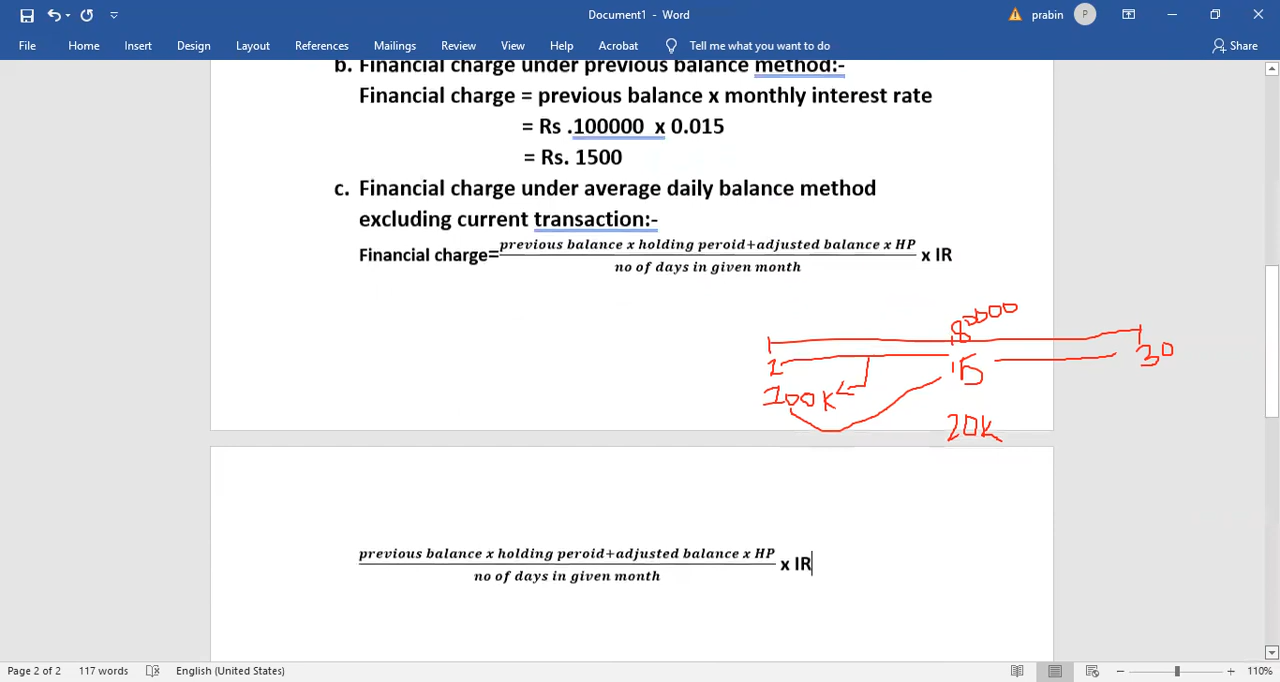 Document1 - Word
prabin
P
File Home Insert Design Layout References Mailings Review View Help Acrobat Tell me what you want to do Share
b. Financial charge under previous balance method:-
Financial charge = previous balance x monthly interest rate
= Rs .100000 x 0.015
= Rs. 1500
c. Financial charge under average daily balance method
excluding current transaction:-
previous balance x holding peroid+adjusted balance x HP
Financial charge= x IR
no of days in given month
80000
1 15 30
100K
20K
previous balance x holding peroid+adjusted balance x HP
x IR
no of days in given month
Page 2 of 2 117 words English (United States) 110%